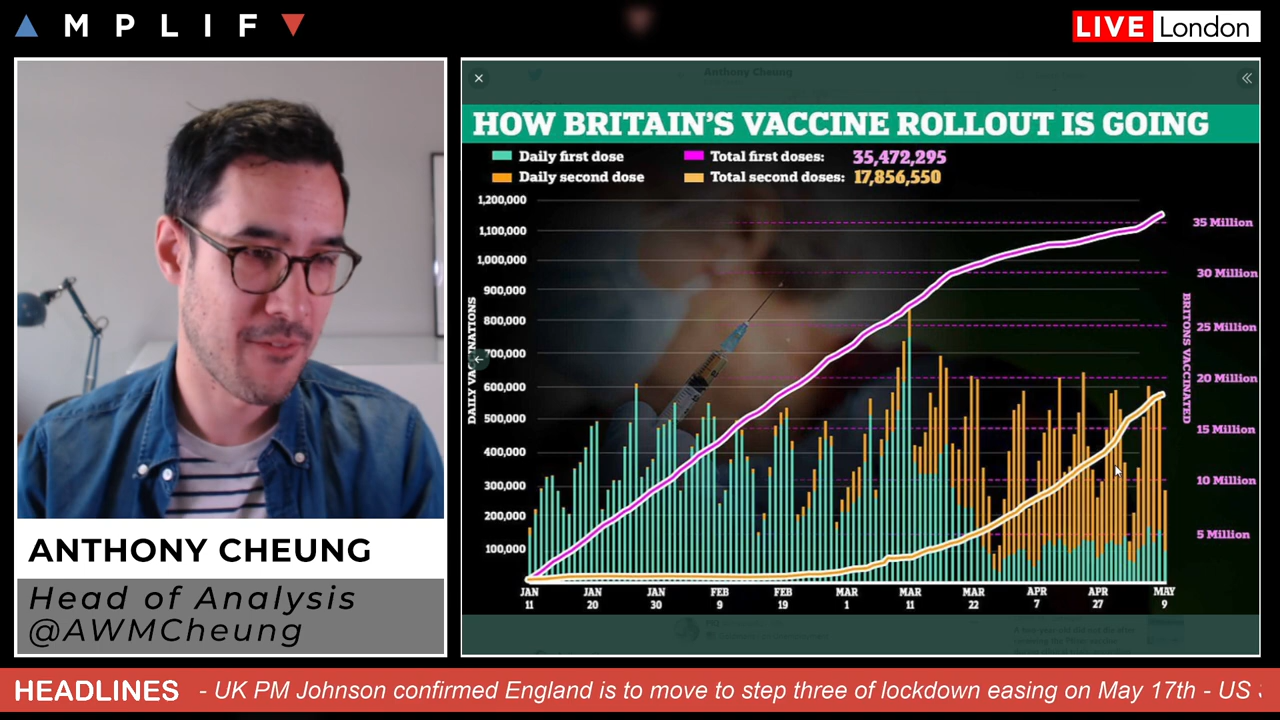 AMPLIFY
LIVE London
Anthony Cheung
HOW BRITAIN'S VACCINE ROLLOUT IS GOING
Daily first dose
Total first doses: 35,472,295
Daily second dose
Total second doses: 17,856,550
DAILY VACCINATIONS
1,200,000
1,100,000
1,000,000
900,000
800,000
700,000
600,000
500,000
400,000
300,000
200,000
100,000
35 Million
30 Million
25 Million
20 Million
15 Million
10 Million
5 Million
BRITONS VACCINATED
JAN 11
JAN 20
JAN 30
FEB 9
FEB 19
MAR 1
MAR 11
MAR 22
APR 7
APR 27
MAY 9
ANTHONY CHEUNG
Head of Analysis
@AWMCheung
HEADLINES - UK PM Johnson confirmed England is to move to step three of lockdown easing on May 17th - US